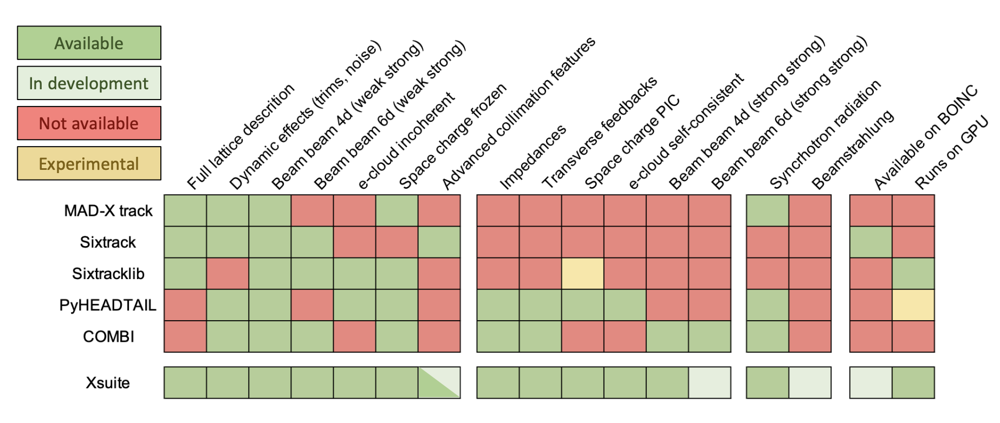 Available
In development
Not available
Experimental
Full lattice descrition
Dynamic effects (trims, noise)
Beam beam 4d (weak strong)
Beam beam 6d (weak strong)
e-cloud incoherent
Space charge frozen
Advanced collimation features
Impedances
Transverse feedbacks
Space charge PIC
e-cloud self-consistent
Beam beam 4d (strong strong)
Beam beam 6d (strong strong)
Syncrhotron radiation
Beamstrahlung
Available on BOINC
Runs on GPU
MAD-X track
Sixtrack
Sixtracklib
PyHEADTAIL
COMBI
Xsuite